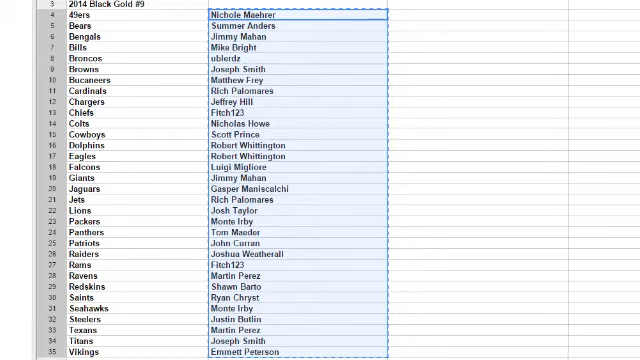 3 2014 Black Gold #9
4 49ers Nichole Maehrer
5 Bears Summer Anders
6 Bengals Jimmy Mahan
7 Bills Mike Bright
8 Broncos ublerdz
9 Browns Joseph Smith
10 Bucaneers Matthew Frey
11 Cardinals Rich Palomares
12 Chargers Jeffrey Hill
13 Chiefs Fitch123
14 Colts Nicholas Howe
15 Cowboys Scott Prince
16 Dolphins Robert Whittington
17 Eagles Robert Whittington
18 Falcons Luigi Migliore
19 Giants Jimmy Mahan
20 Jaguars Gasper Maniscalchi
21 Jets Rich Palomares
22 Lions Josh Taylor
23 Packers Monte Irby
24 Panthers Tom Maeder
25 Patriots John Curran
26 Raiders Joshua Weatherall
27 Rams Fitch123
28 Ravens Martin Perez
29 Redskins Shawn Barto
30 Saints Ryan Chryst
31 Seahawks Monte Irby
32 Steelers Justin Butlin
33 Texans Martin Perez
34 Titans Joseph Smith
35 Vikings Emmett Peterson